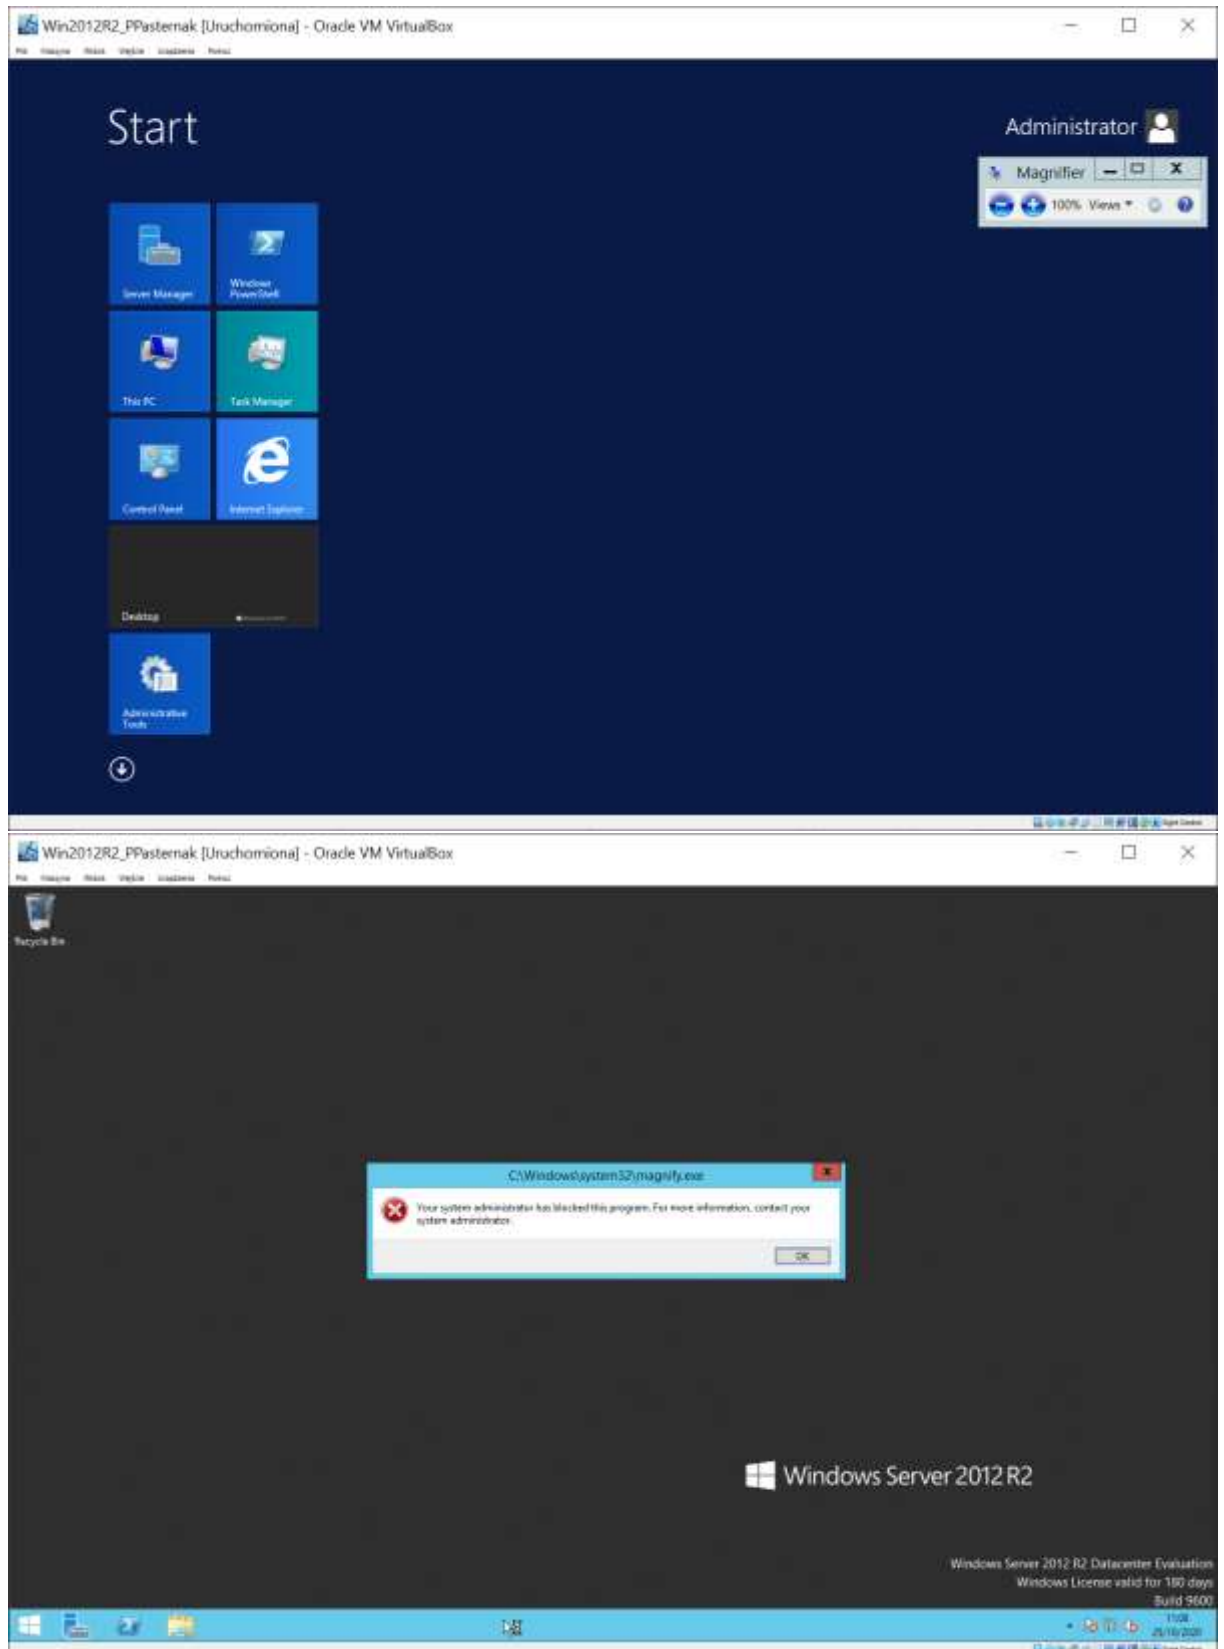 Win2012R2_PPasternak [Uruchomiona] - Oracle VM VirtualBox
Start
Administrator
Magnifier
100% Views
Server Manager
Windows
PowerShell
This PC
Task Manager
Control Panel
Internet Explorer
Desktop
Administrative
Tools
Win2012R2_PPasternak [Uruchomiona] - Oracle VM VirtualBox
Recycle Bin
C:\Windows\system32\magnify.exe
Your system administrator has blocked this program. For more information, contact your
system administrator.
OK
Windows Server 2012 R2
Windows Server 2012 R2 Datacenter Evaluation
Windows License valid for 180 days
Build 9600